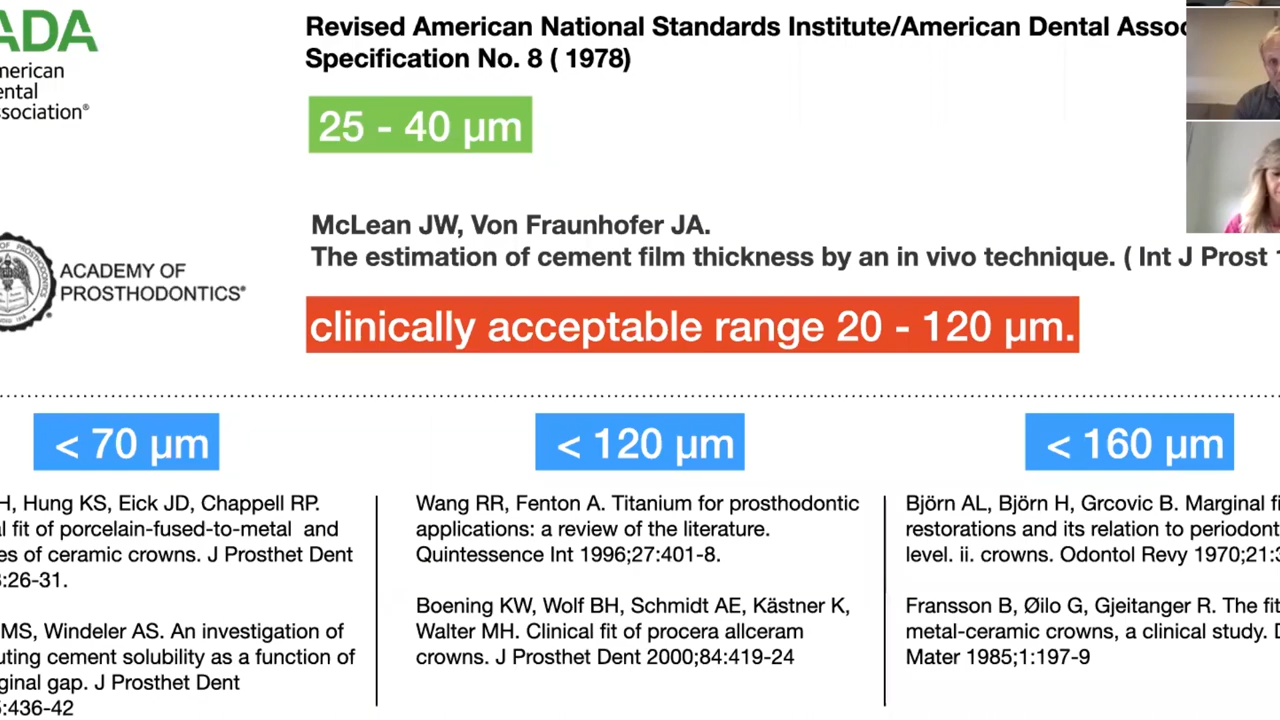 ADA
merican
ental
ssociation®
Revised American National Standards Institute/American Dental Assoc
Specification No. 8 ( 1978)
25 - 40 µm
McLean JW, Von Fraunhofer JA.
The estimation of cement film thickness by an in vivo technique. ( Int J Prost 1
ACADEMY OF
PROSTHODONTICS®
clinically acceptable range 20 - 120 µm.
< 70 µm
H, Hung KS, Eick JD, Chappell RP.
al fit of porcelain-fused-to-metal and
es of ceramic crowns. J Prosthet Dent
:26-31.
MS, Windeler AS. An investigation of
uting cement solubility as a function of
ginal gap. J Prosthet Dent
:436-42
< 120 µm
Wang RR, Fenton A. Titanium for prosthodontic
applications: a review of the literature.
Quintessence Int 1996;27:401-8.
Boening KW, Wolf BH, Schmidt AE, Kästner K,
Walter MH. Clinical fit of procera allceram
crowns. J Prosthet Dent 2000;84:419-24
< 160 µm
Björn AL, Björn H, Grcovic B. Marginal fi
restorations and its relation to periodont
level. ii. crowns. Odontol Revy 1970;21:3
Fransson B, Øilo G, Gjeitanger R. The fit
metal-ceramic crowns, a clinical study. D
Mater 1985;1:197-9